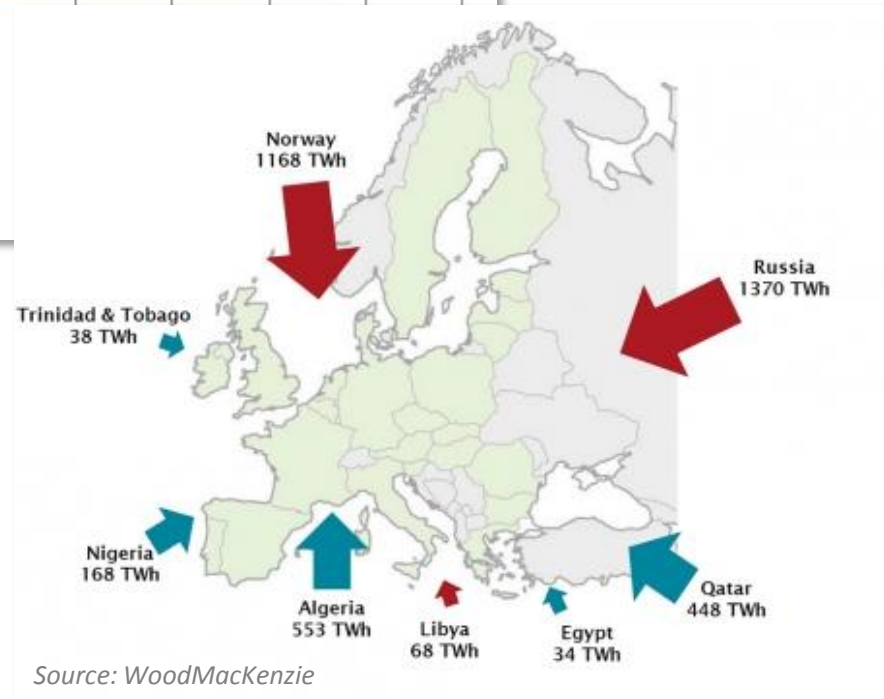 Norway
1168 TWh
Russia
1370 TWh
Trinidad & Tobago
38 TWh
Nigeria
168 TWh
Algeria
553 TWh
Libya
68 TWh
Egypt
34 TWh
Qatar
448 TWh
Source: WoodMacKenzie